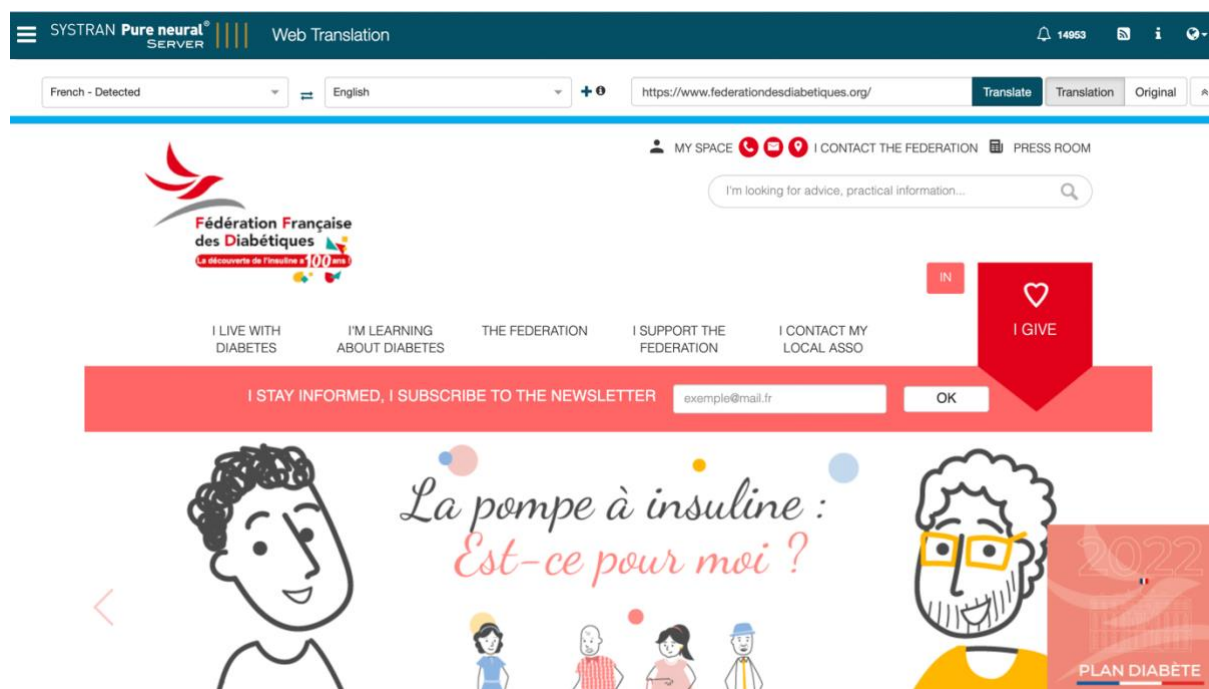 SYSTRAN Pure neural® SERVER
Web Translation
14953
French - Detected
English
https://www.federationdesdiabetiques.org/
Translate
Translation
Original
MY SPACE
I CONTACT THE FEDERATION
PRESS ROOM
I'm looking for advice, practical information...
Fédération Française
des Diabétiques
La découverte de l'insuline a 100 ans !
IN
I GIVE
I LIVE WITH
DIABETES
I'M LEARNING
ABOUT DIABETES
THE FEDERATION
I SUPPORT THE
FEDERATION
I CONTACT MY
LOCAL ASSO
I STAY INFORMED, I SUBSCRIBE TO THE NEWSLETTER
exemple@mail.fr
OK
La pompe à insuline :
Est-ce pour moi ?
2022
PLAN DIABÈTE